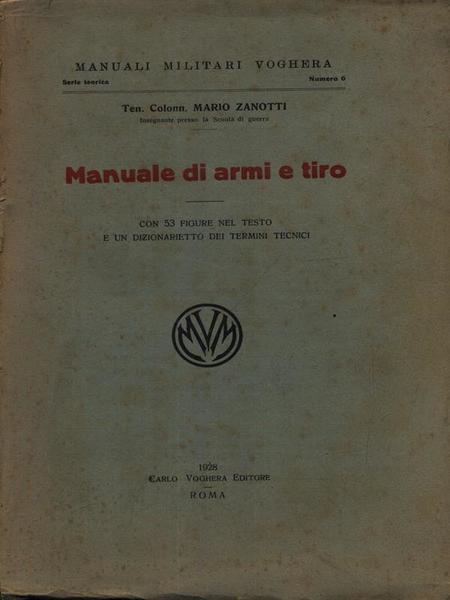 MANUALI MILITARI VOGHERA
Serie teorica Numero 6
Ten. Colonn. MARIO ZANOTTI
Insegnante presso la Scuola di guerra
Manuale di armi e tiro
CON 53 FIGURE NEL TESTO
E UN DIZIONARIETTO DEI TERMINI TECNICI
MVM
1928
CARLO VOGHERA EDITORE
ROMA